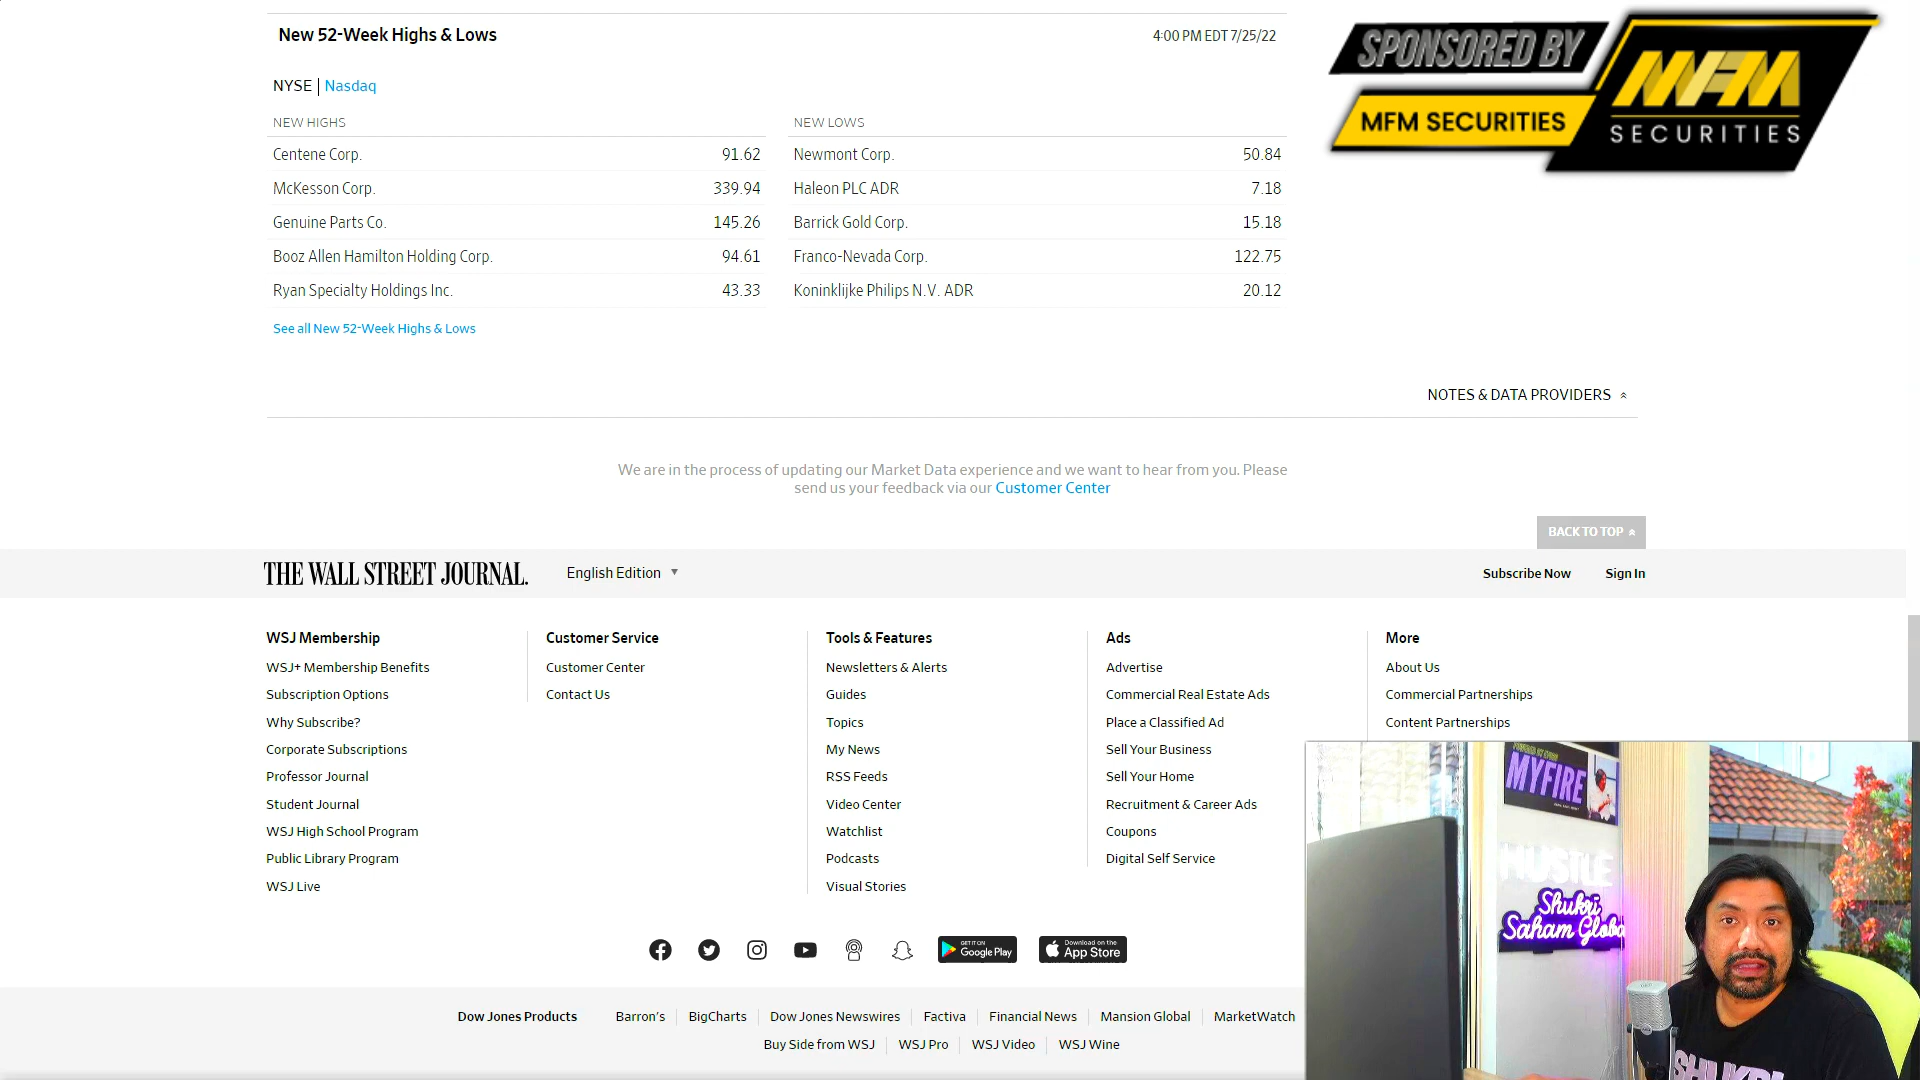 New 52-Week Highs & Lows
4:00 PM EDT 7/25/22
SPONSORED BY
MFM SECURITIES
MFM
SECURITIES
NYSE | Nasdaq
NEW HIGHS
Centene Corp. 91.62
McKesson Corp. 339.94
Genuine Parts Co. 145.26
Booz Allen Hamilton Holding Corp. 94.61
Ryan Specialty Holdings Inc. 43.33
See all New 52-Week Highs & Lows
NEW LOWS
Newmont Corp. 50.84
Haleon PLC ADR 7.18
Barrick Gold Corp. 15.18
Franco-Nevada Corp. 122.75
Koninklijke Philips N.V. ADR 20.12
NOTES & DATA PROVIDERS
We are in the process of updating our Market Data experience and we want to hear from you. Please
send us your feedback via our Customer Center
BACK TO TOP
THE WALL STREET JOURNAL.
English Edition
Subscribe Now
Sign In
WSJ Membership
WSJ+ Membership Benefits
Subscription Options
Why Subscribe?
Corporate Subscriptions
Professor Journal
Student Journal
WSJ High School Program
Public Library Program
WSJ Live
Customer Service
Customer Center
Contact Us
Tools & Features
Newsletters & Alerts
Guides
Topics
My News
RSS Feeds
Video Center
Watchlist
Podcasts
Visual Stories
Ads
Advertise
Commercial Real Estate Ads
Place a Classified Ad
Sell Your Business
Sell Your Home
Recruitment & Career Ads
Coupons
Digital Self Service
More
About Us
Commercial Partnerships
Content Partnerships
GET IT ON
Google Play
Download on the
App Store
Dow Jones Products
Barron's | BigCharts | Dow Jones Newswires | Factiva | Financial News | Mansion Global | MarketWatch
Buy Side from WSJ | WSJ Pro | WSJ Video | WSJ Wine
MYFIRE
HUSTLE
Shukri
Saham Global
SHUKRI